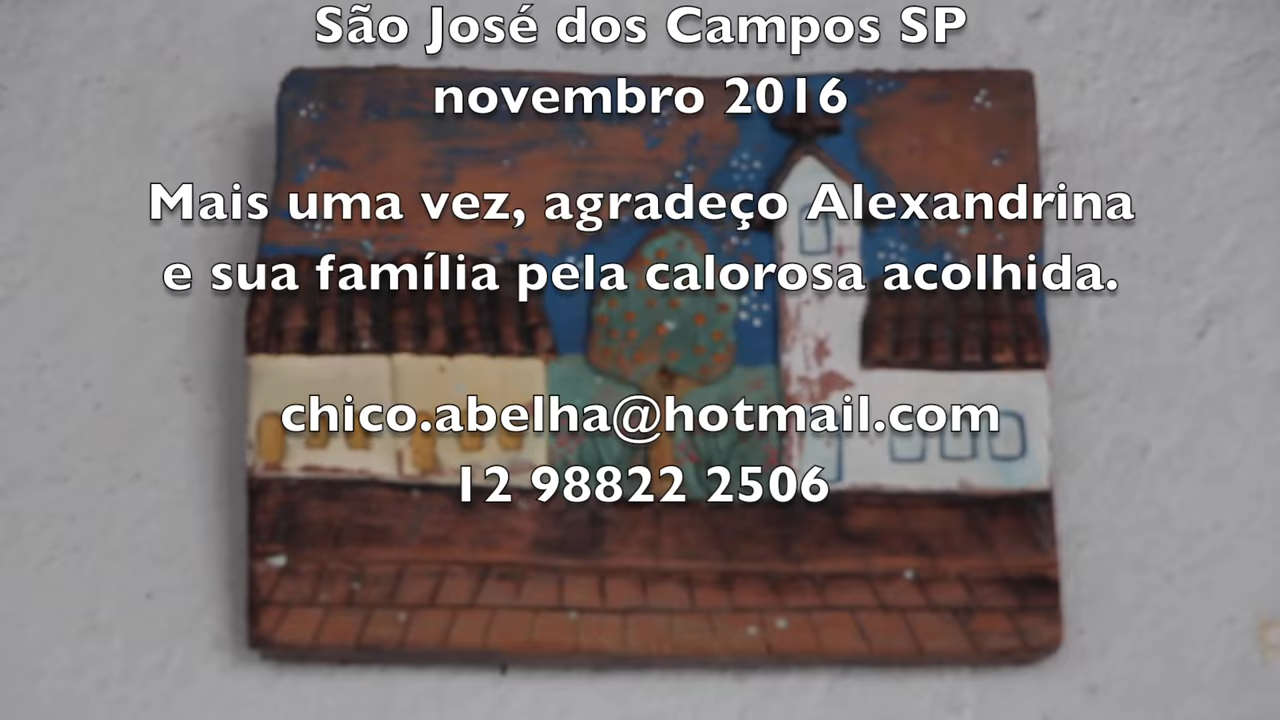 São José dos Campos SP
novembro 2016
Mais uma vez, agradeço Alexandrina
e sua família pela calorosa acolhida.
chico.abelha@hotmail.com
12 98822 2506